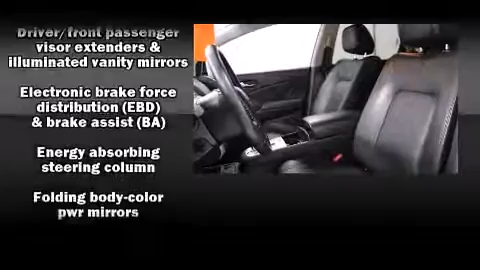 Driver/front passenger
visor extenders &
illuminated vanity mirrors
Electronic brake force
distribution (EBD)
& brake assist (BA)
Energy absorbing
steering column
Folding body-color
pwr mirrors